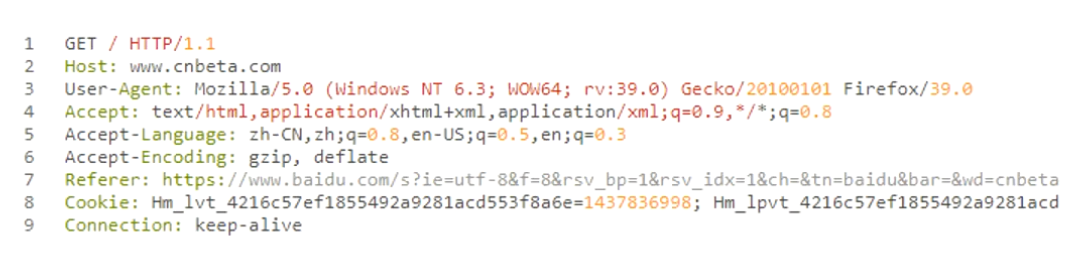 1 GET / HTTP/1.1
2 Host: www.cnbeta.com
3 User-Agent: Mozilla/5.0 (Windows NT 6.3; WOW64; rv:39.0) Gecko/20100101 Firefox/39.0
4 Accept: text/html,application/xhtml+xml,application/xml;q=0.9,*/*;q=0.8
5 Accept-Language: zh-CN,zh;q=0.8,en-US;q=0.5,en;q=0.3
6 Accept-Encoding: gzip, deflate
7 Referer: https://www.baidu.com/s?ie=utf-8&f=8&rsv_bp=1&rsv_idx=1&ch=&tn=baidu&bar=&wd=cnbeta
8 Cookie: Hm_lvt_4216c57ef1855492a9281acd553f8a6e=1437836998; Hm_lpvt_4216c57ef1855492a9281acd
9 Connection: keep-alive